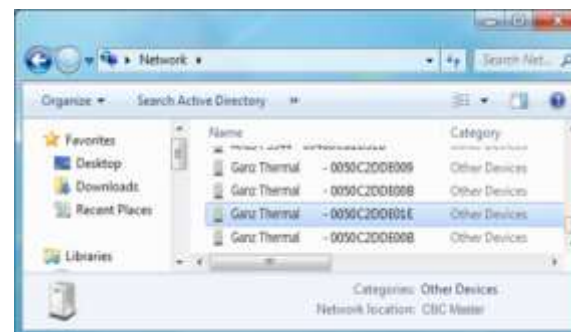 Network
Search Net...
Organize
Search Active Directory
»
Name
Category
Favorites
Desktop
Downloads
Recent Places
Libraries
Ganz Thermal - 0050C2DDE009 Other Devices
Ganz Thermal - 0050C2DDE00B Other Devices
Ganz Thermal - 0050C2DDE01E Other Devices
Ganz Thermal - 0050C2DDE00B Other Devices
Categories: Other Devices
Network location: CBC Master